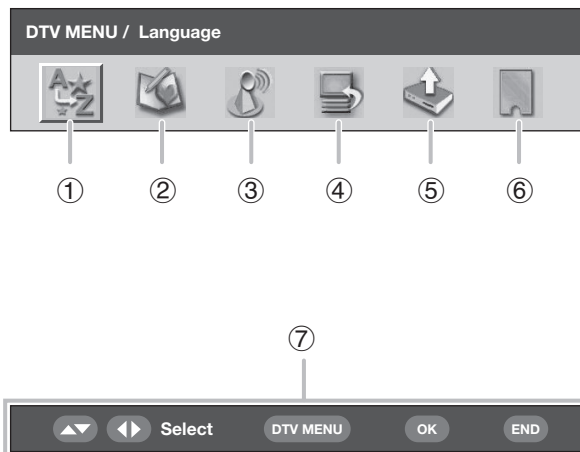 DTV MENU / Language
A Z
① ② ③ ④ ⑤ ⑥
⑦
Select DTV MENU OK END